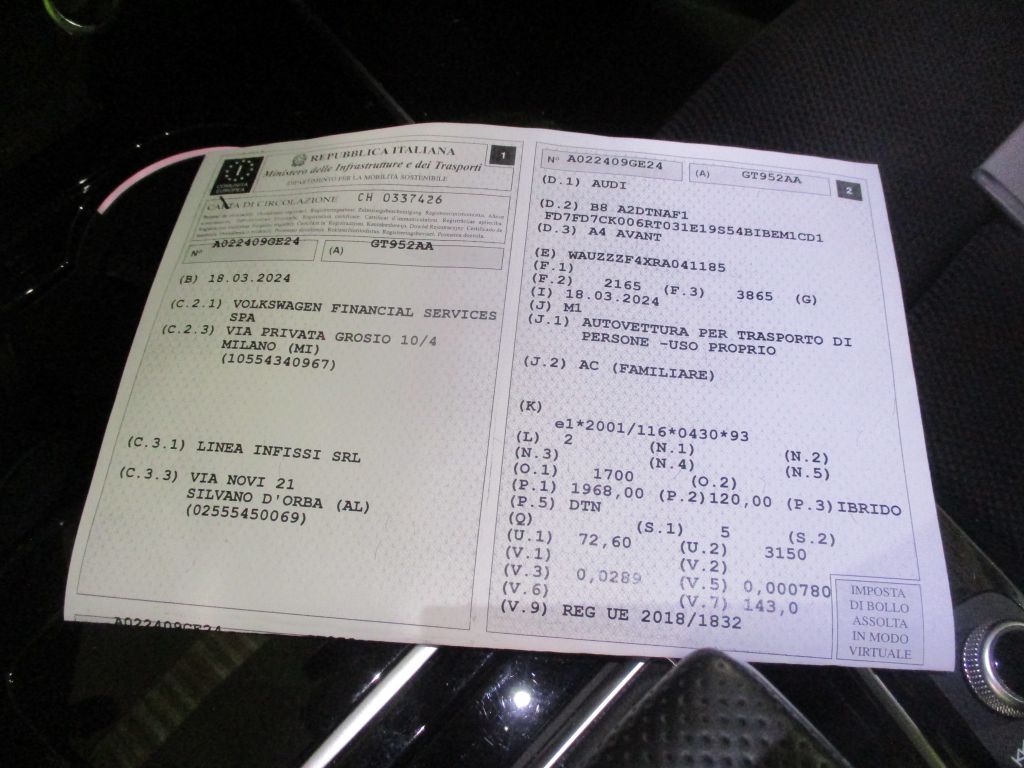 COMUNITÀ
EUROPEA
I
REPUBBLICA ITALIANA
Ministero delle Infrastrutture e dei Trasporti
DIPARTIMENTO PER LA MOBILITÀ SOSTENIBILE
1
CARTA DI CIRCOLAZIONE CH 0337426
N° A022409GE24 (A) GT952AA
(B) 18.03.2024
(C.2.1) VOLKSWAGEN FINANCIAL SERVICES
SPA
(C.2.3) VIA PRIVATA GROSIO 10/4
MILANO (MI)
(10554340967)
(C.3.1) LINEA INFISSI SRL
(C.3.3) VIA NOVI 21
SILVANO D'ORBA (AL)
(02555450069)
A022409GE24
N° A022409GE24 (A) GT952AA
2
(D.1) AUDI
(D.2) B8 A2DTNAF1
FD7FD7CK006RT031E19S54BIBEM1CD1
(D.3) A4 AVANT
(E) WAUZZZF4XRA041185
(F.1)
(F.2) 2165 (F.3) 3865 (G)
(I) 18.03.2024
(J) M1
(J.1) AUTOVETTURA PER TRASPORTO DI
PERSONE -USO PROPRIO
(J.2) AC (FAMILIARE)
(K)
e1*2001/116*0430*93
(L) 2 (N.1) (N.2)
(N.3) (N.4) (N.5)
(O.1) 1700 (O.2)
(P.1) 1968,00 (P.2)120,00 (P.3)IBRIDO
(P.5) DTN
(Q) (S.1) 5 (S.2)
(U.1) 72,60 (U.2) 3150
(V.1) (V.2)
(V.3) 0,0289 (V.5) 0,000780
(V.6) (V.7) 143,0
(V.9) REG UE 2018/1832
IMPOSTA
DI BOLLO
ASSOLTA
IN MODO
VIRTUALE